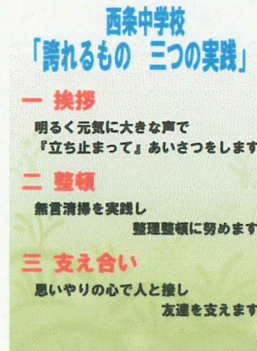 西条中学校
「誇れるもの　三つの実践」
一 挨拶
明るく元気に大きな声で
『立ち止まって』あいさつをします
二 整頓
無言清掃を実践し
整理整頓に努めます
三 支え合い
思いやりの心で人と接し
友達を支えます